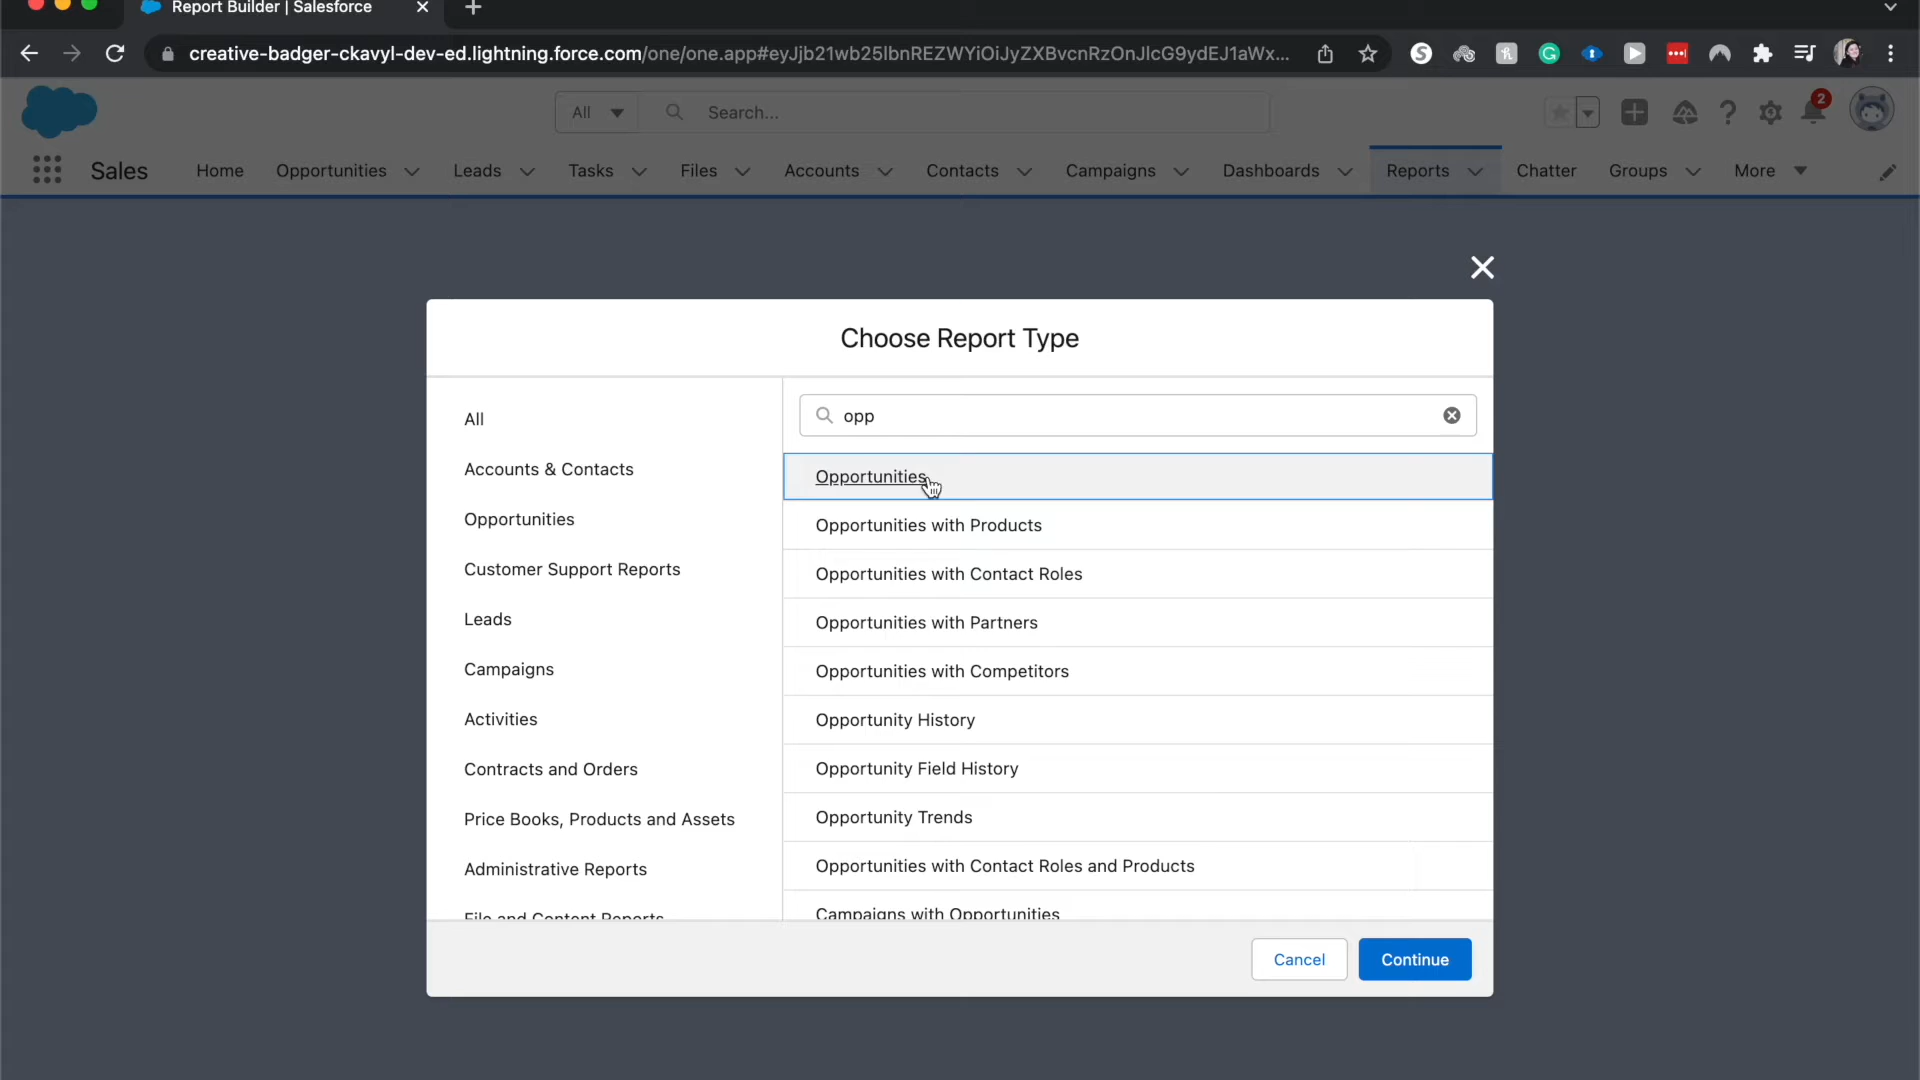 Report Builder | Salesforce
creative-badger-ckavyl-dev-ed.lightning.force.com/one/one.app#eyJjb21wb25lbnREZWYiOiJyZXBvcnRzOnJlcG9ydEJ1aWx...
All
Search...
2
Sales
Home
Opportunities
Leads
Tasks
Files
Accounts
Contacts
Campaigns
Dashboards
Reports
Chatter
Groups
More
Choose Report Type
All
Accounts & Contacts
Opportunities
Customer Support Reports
Leads
Campaigns
Activities
Contracts and Orders
Price Books, Products and Assets
Administrative Reports
File and Content Reports
opp
Opportunities
Opportunities with Products
Opportunities with Contact Roles
Opportunities with Partners
Opportunities with Competitors
Opportunity History
Opportunity Field History
Opportunity Trends
Opportunities with Contact Roles and Products
Campaigns with Opportunities
Cancel
Continue